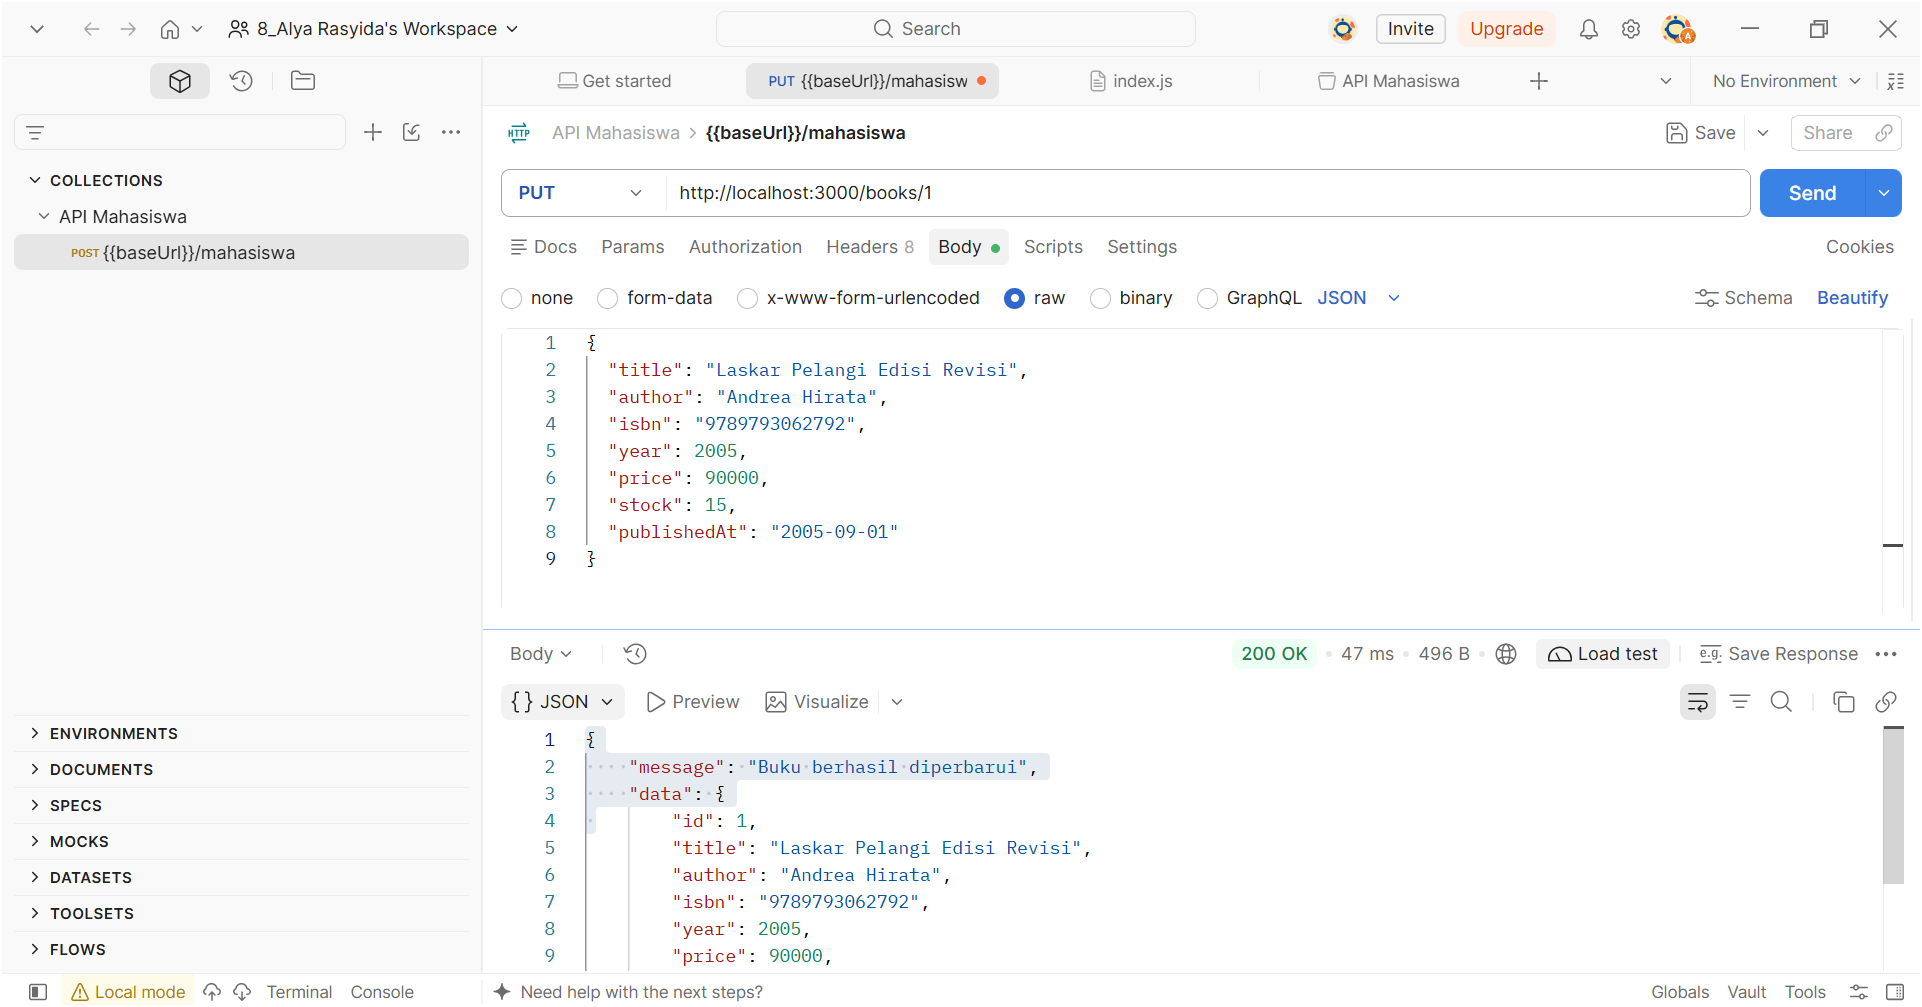 8_Alya Rasyida's Workspace
Search
Invite
Upgrade
Get started
PUT {{baseUrl}}/mahasisw
index.js
API Mahasiswa
No Environment
API Mahasiswa > {{baseUrl}}/mahasiswa
Save
Share
COLLECTIONS
API Mahasiswa
POST {{baseUrl}}/mahasiswa
PUT
http://localhost:3000/books/1
Send
Docs
Params
Authorization
Headers 8
Body
Scripts
Settings
Cookies
none
form-data
x-www-form-urlencoded
raw
binary
GraphQL
JSON
Schema
Beautify
1 {
2 "title": "Laskar Pelangi Edisi Revisi",
3 "author": "Andrea Hirata",
4 "isbn": "9789793062792",
5 "year": 2005,
6 "price": 90000,
7 "stock": 15,
8 "publishedAt": "2005-09-01"
9 }
Body
200 OK • 47 ms • 496 B
Load test
e.g. Save Response
{} JSON
Preview
Visualize
1 {
2 "message": "Buku berhasil diperbarui",
3 "data": {
4 "id": 1,
5 "title": "Laskar Pelangi Edisi Revisi",
6 "author": "Andrea Hirata",
7 "isbn": "9789793062792",
8 "year": 2005,
9 "price": 90000,
ENVIRONMENTS
DOCUMENTS
SPECS
MOCKS
DATASETS
TOOLSETS
FLOWS
Local mode
Terminal
Console
Need help with the next steps?
Globals
Vault
Tools